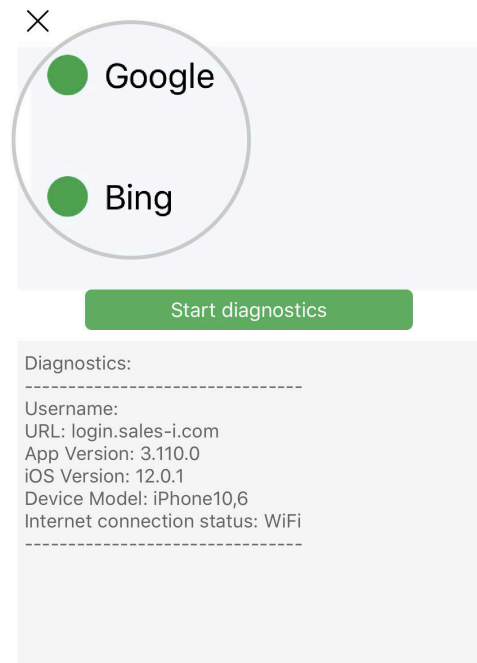 Google
Bing
Start diagnostics
Diagnostics:
--------------------------------
Username:
URL: login.sales-i.com
App Version: 3.110.0
iOS Version: 12.0.1
Device Model: iPhone10,6
Internet connection status: WiFi
--------------------------------